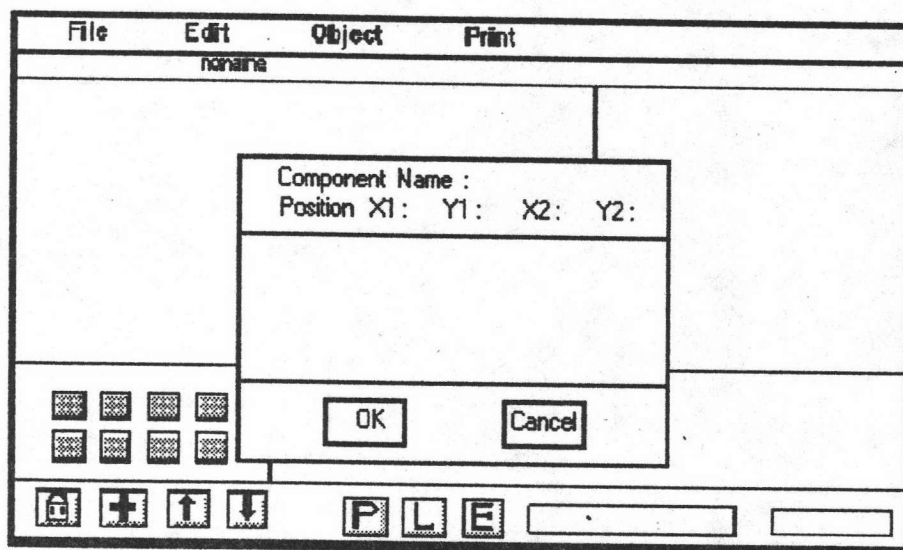 File Edit Object Print
noname
Component Name :
Position X1: Y1: X2: Y2:
OK Cancel
P L E